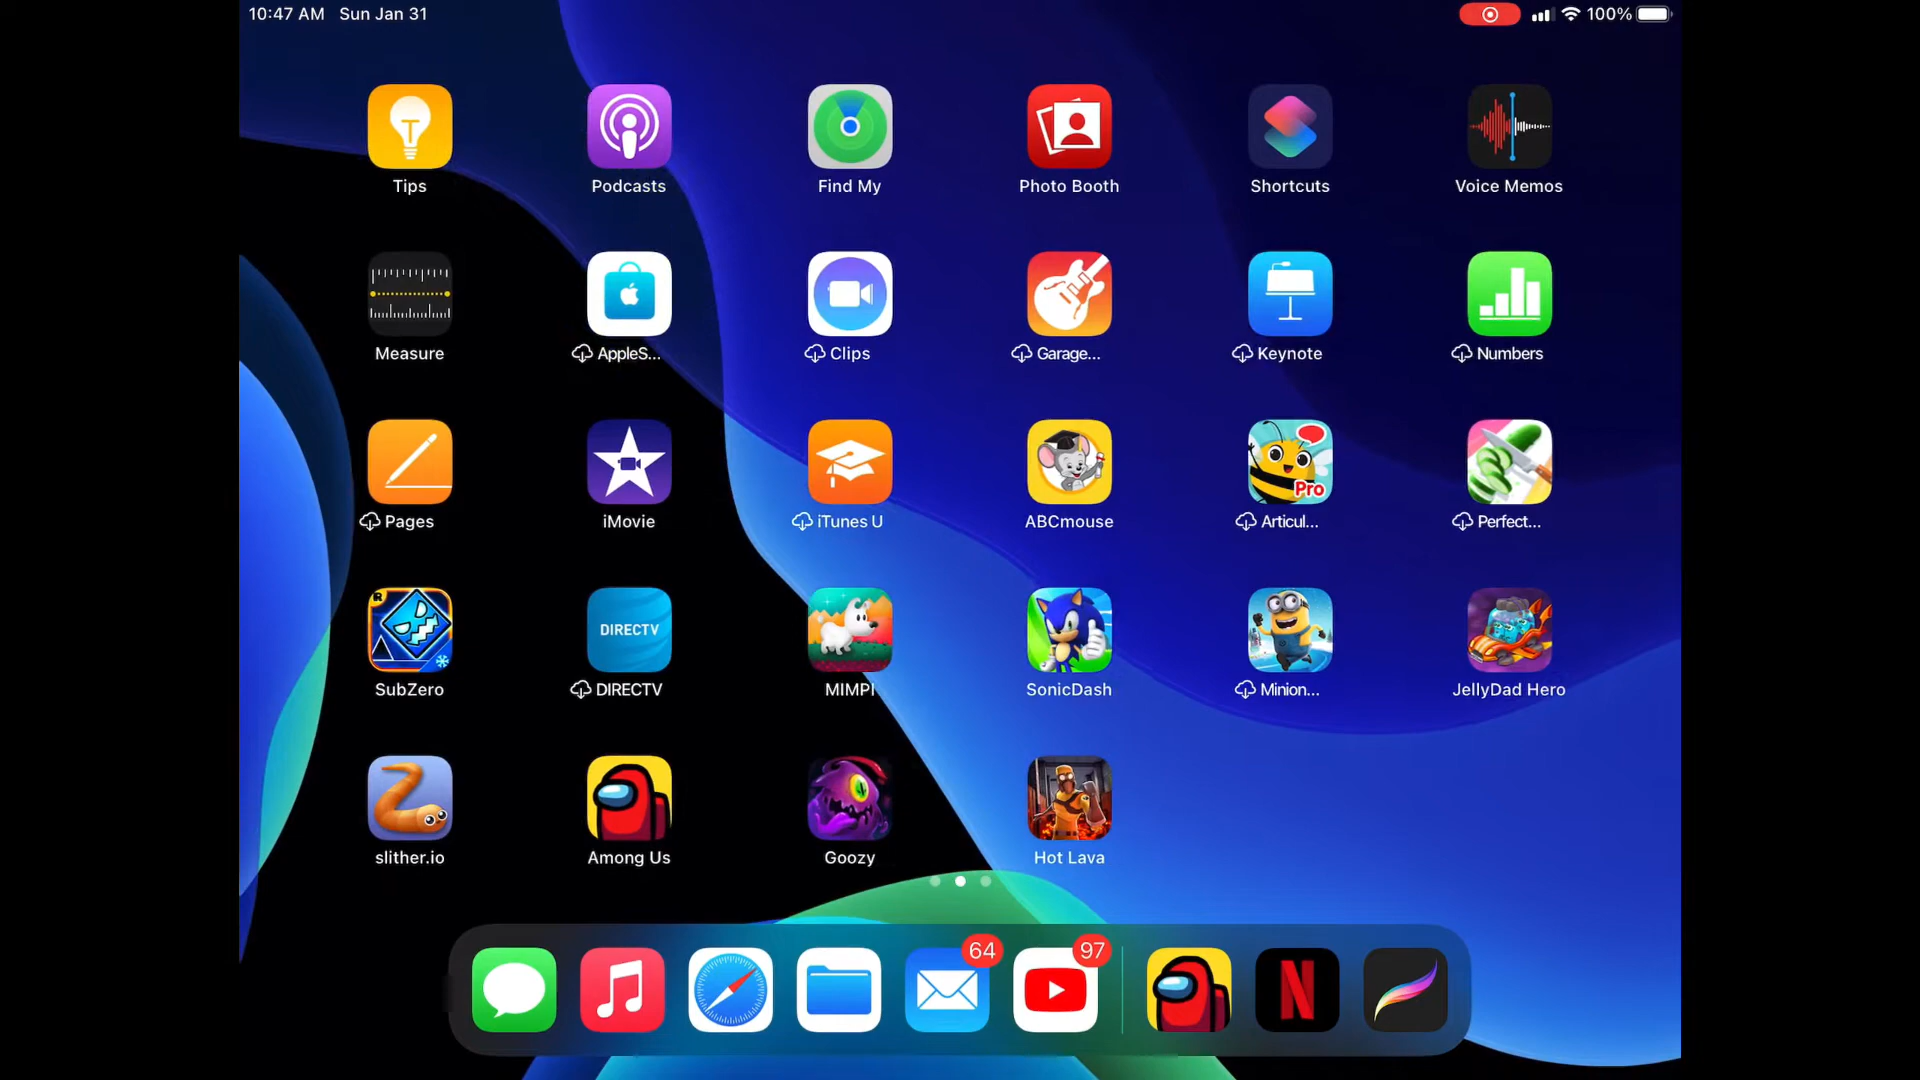 10:47 AM Sun Jan 31
100%
T
Tips
Podcasts
Find My
Photo Booth
Shortcuts
Voice Memos
Measure
AppleS...
Clips
Garage...
Keynote
Numbers
Pro
Pages
iMovie
iTunes U
ABCmouse
Articul...
Perfect...
R
DIRECTV
SubZero
DIRECTV
MIMPI
SonicDash
Minion...
JellyDad Hero
slither.io
Among Us
Goozy
Hot Lava
64
97
N